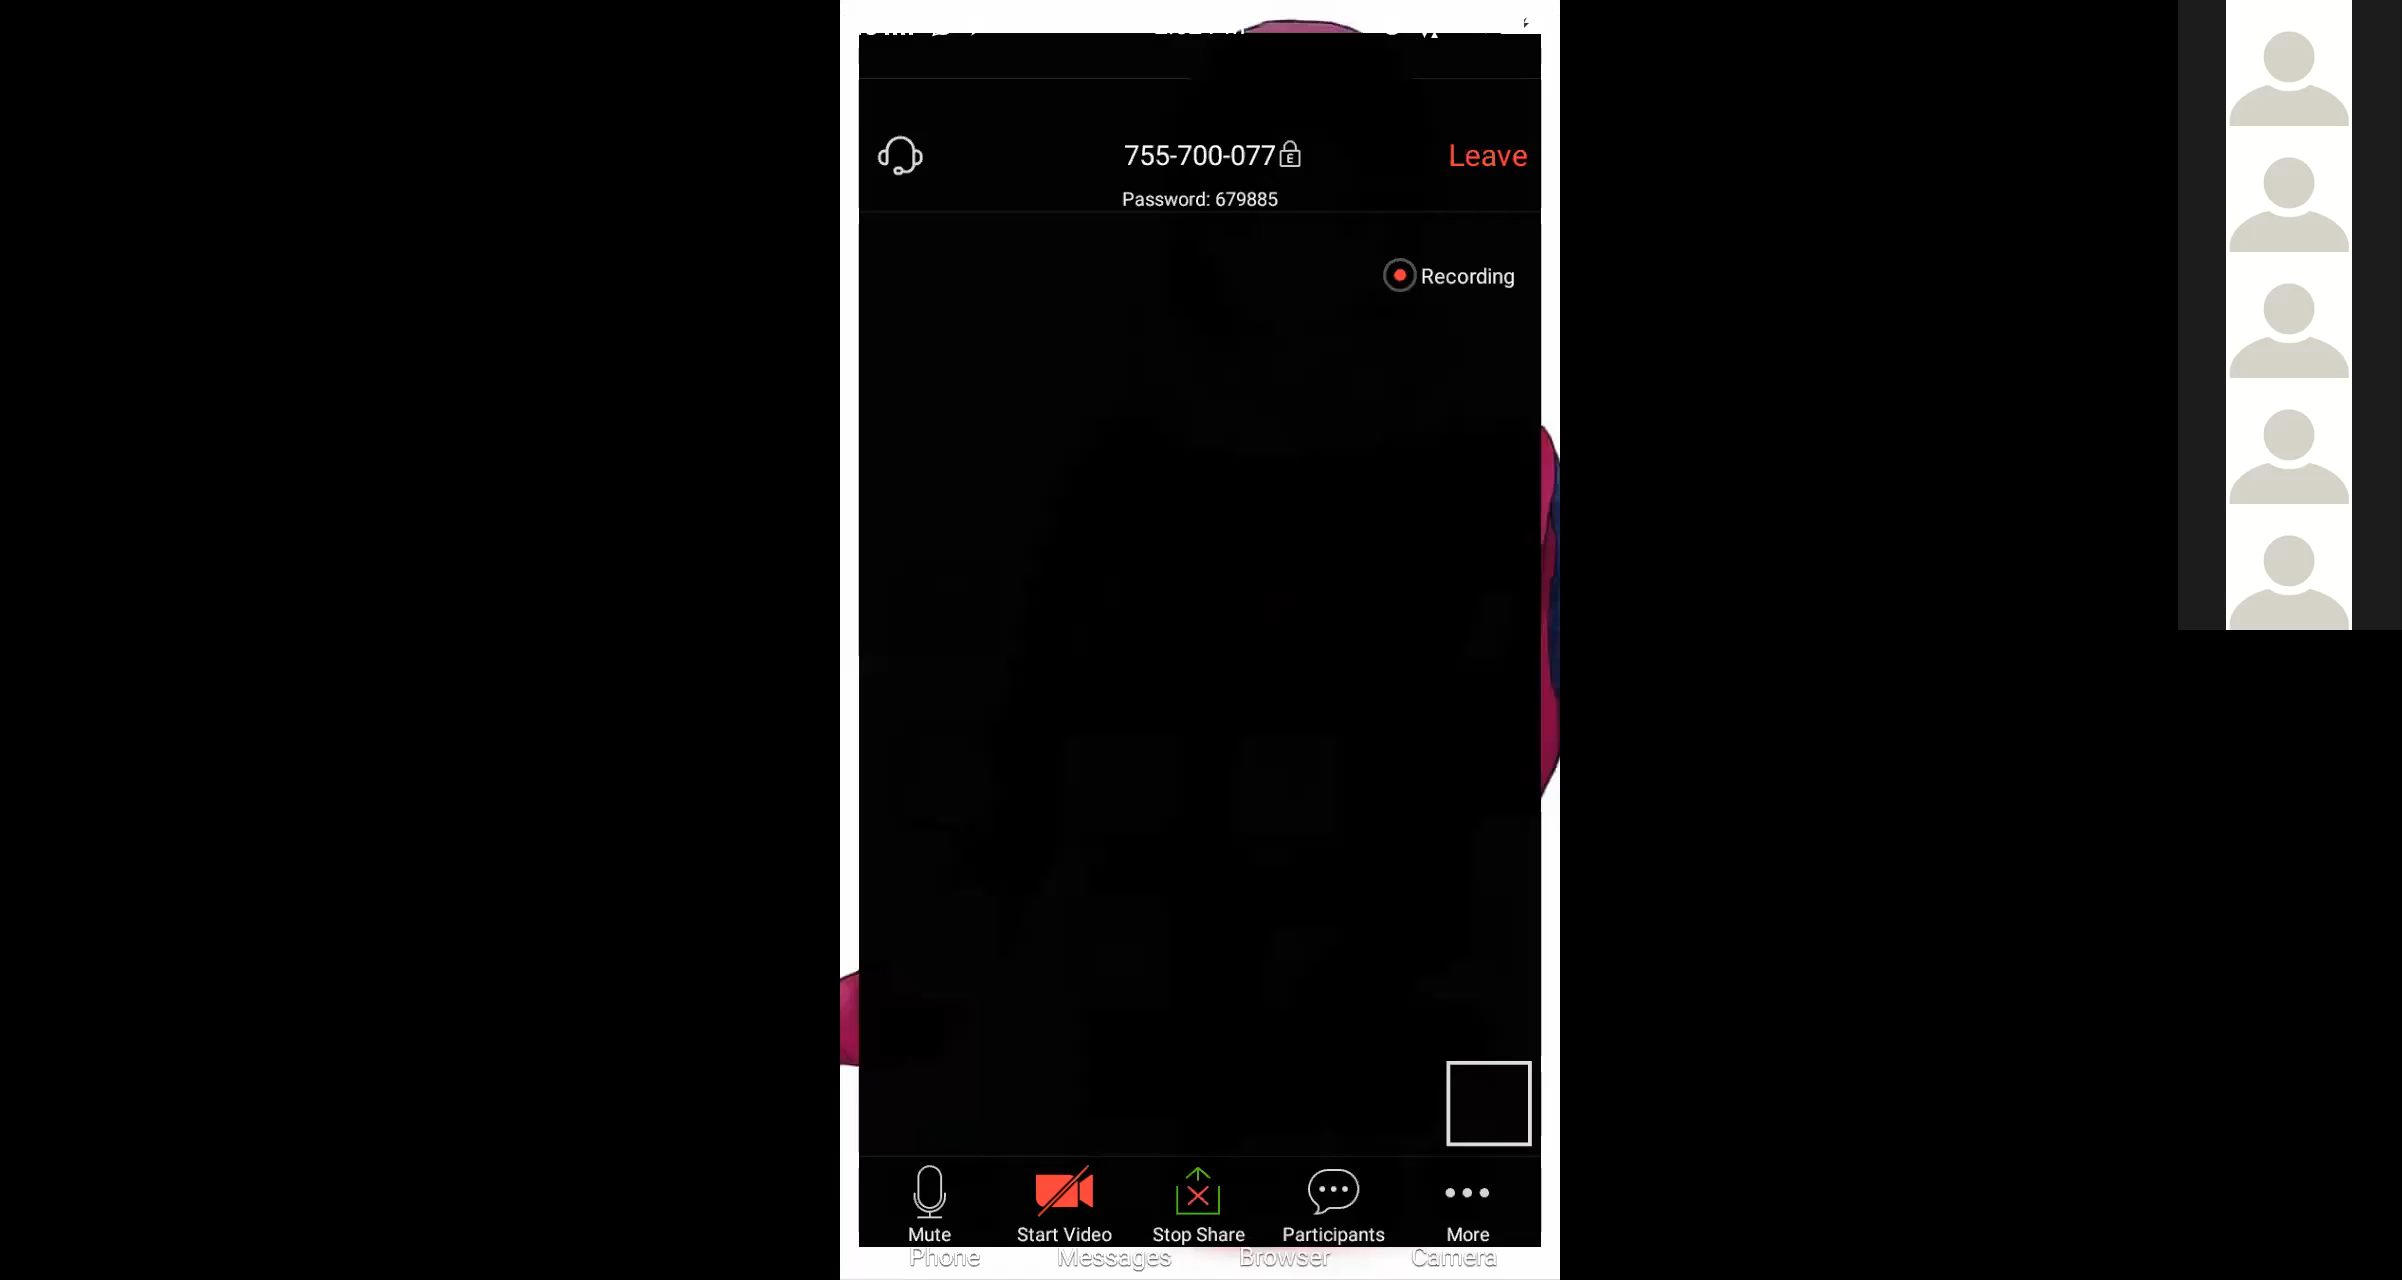 755-700-077
Leave
Password: 679885
Recording
Mute
Start Video
Stop Share
Participants
More
Phone
Messages
Browser
Camera